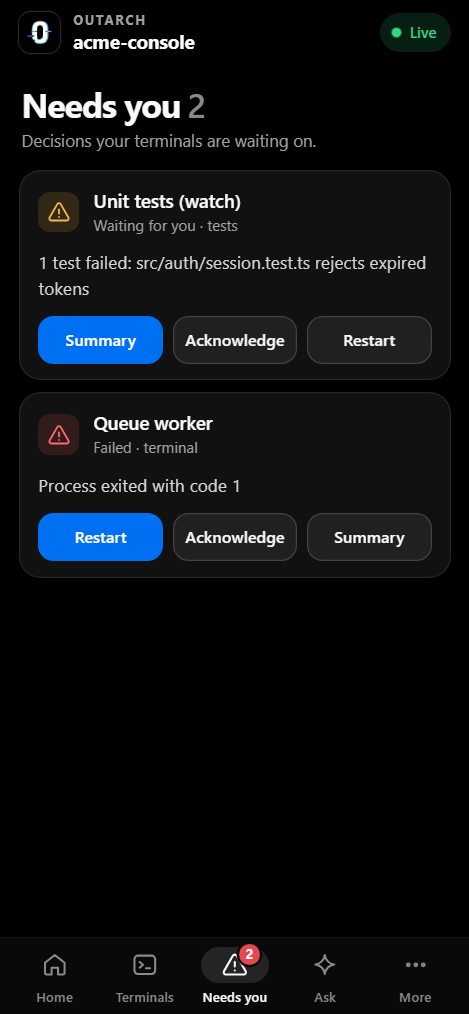 OUTARCH
acme-console
Live
Needs you 2
Decisions your terminals are waiting on.
Unit tests (watch)
Waiting for you · tests
1 test failed: src/auth/session.test.ts rejects expired
tokens
Summary
Acknowledge
Restart
Queue worker
Failed · terminal
Process exited with code 1
Restart
Acknowledge
Summary
2
Home
Terminals
Needs you
Ask
More